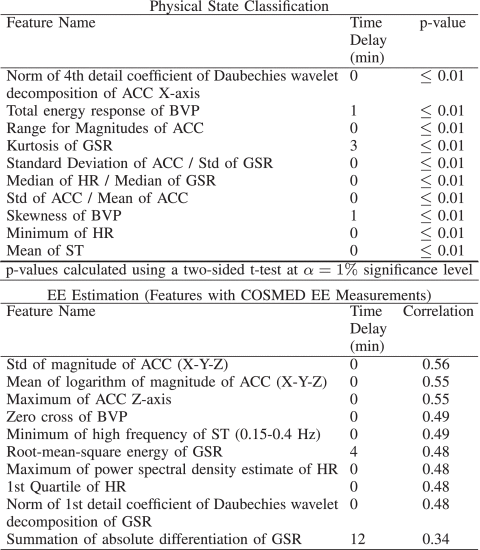 Physical State Classification
Feature Name Time Delay (min) p-value
Norm of 4th detail coefficient of Daubechies wavelet decomposition of ACC X-axis 0 ≤ 0.01
Total energy response of BVP 1 ≤ 0.01
Range for Magnitudes of ACC 0 ≤ 0.01
Kurtosis of GSR 3 ≤ 0.01
Standard Deviation of ACC / Std of GSR 0 ≤ 0.01
Median of HR / Median of GSR 0 ≤ 0.01
Std of ACC / Mean of ACC 0 ≤ 0.01
Skewness of BVP 1 ≤ 0.01
Minimum of HR 0 ≤ 0.01
Mean of ST 0 ≤ 0.01
p-values calculated using a two-sided t-test at α = 1% significance level
EE Estimation (Features with COSMED EE Measurements)
Feature Name Time Delay (min) Correlation
Std of magnitude of ACC (X-Y-Z) 0 0.56
Mean of logarithm of magnitude of ACC (X-Y-Z) 0 0.55
Maximum of ACC Z-axis 0 0.55
Zero cross of BVP 0 0.49
Minimum of high frequency of ST (0.15-0.4 Hz) 0 0.49
Root-mean-square energy of GSR 4 0.48
Maximum of power spectral density estimate of HR 0 0.48
1st Quartile of HR 0 0.48
Norm of 1st detail coefficient of Daubechies wavelet decomposition of GSR 0 0.48
Summation of absolute differentiation of GSR 12 0.34